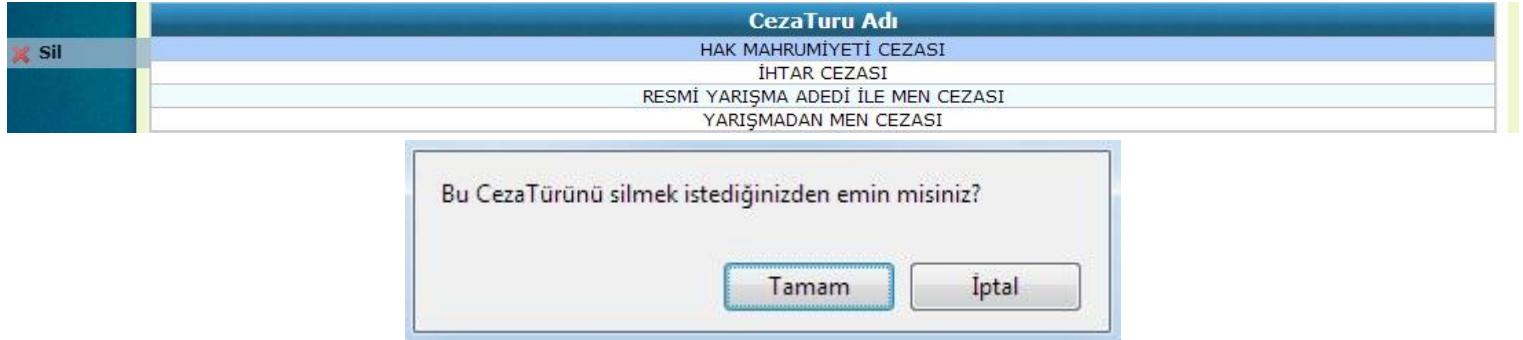 CezaTuru Adı
Sil
HAK MAHRUMİYETİ CEZASI
İHTAR CEZASI
RESMİ YARIŞMA ADEDİ İLE MEN CEZASI
YARIŞMADAN MEN CEZASI
Bu CezaTürünü silmek istediğinizden emin misiniz?
Tamam
İptal